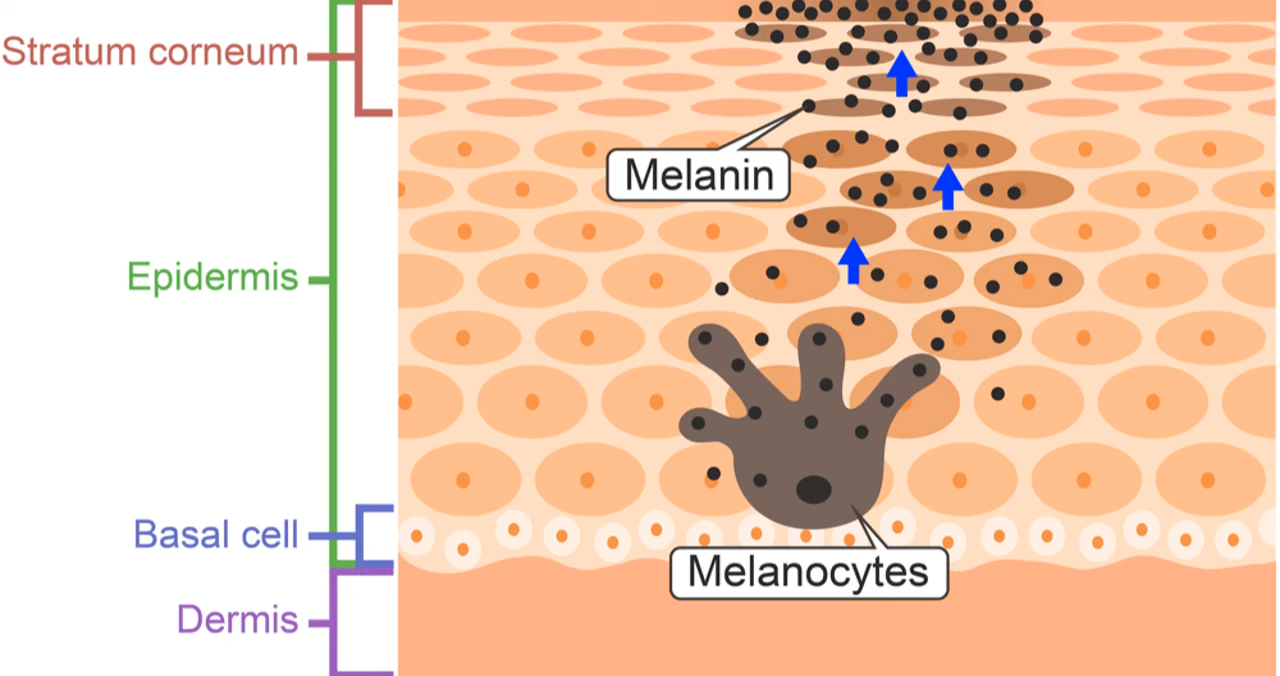 Stratum corneum
Melanin
Epidermis
Basal cell
Melanocytes
Dermis